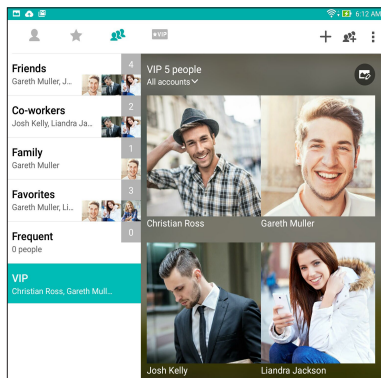 6:12 AM
VIP
Friends 4
Gareth Muller, J...
Co-workers 2
Josh Kelly, Liandra Ja...
Family 1
Gareth Muller
Favorites 3
Gareth Muller, Li...
Frequent 0
0 people
VIP
Christian Ross, Gareth Mull...
VIP 5 people
All accounts
Christian Ross
Gareth Muller
Josh Kelly
Liandra Jackson